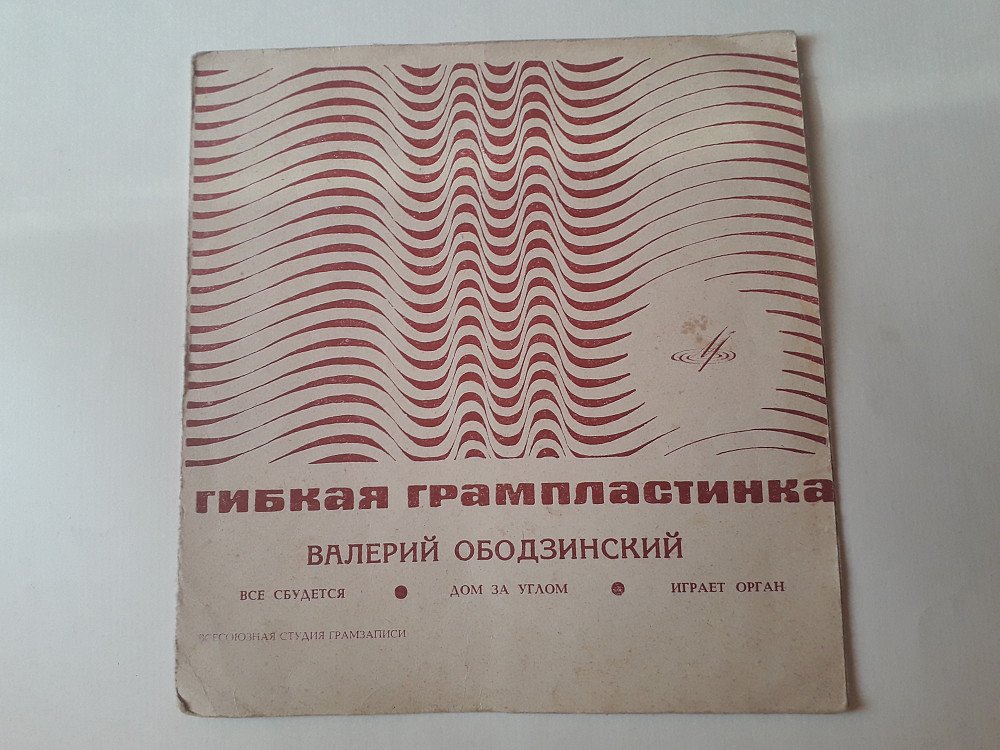 ГИБКАЯ ГРАМПЛАСТИНКА
ВАЛЕРИЙ ОБОДЗИНСКИЙ
ВСЕ СБУДЕТСЯ ● ДОМ ЗА УГЛОМ ● ИГРАЕТ ОРГАН
ВСЕСОЮЗНАЯ СТУДИЯ ГРАМЗАПИСИ